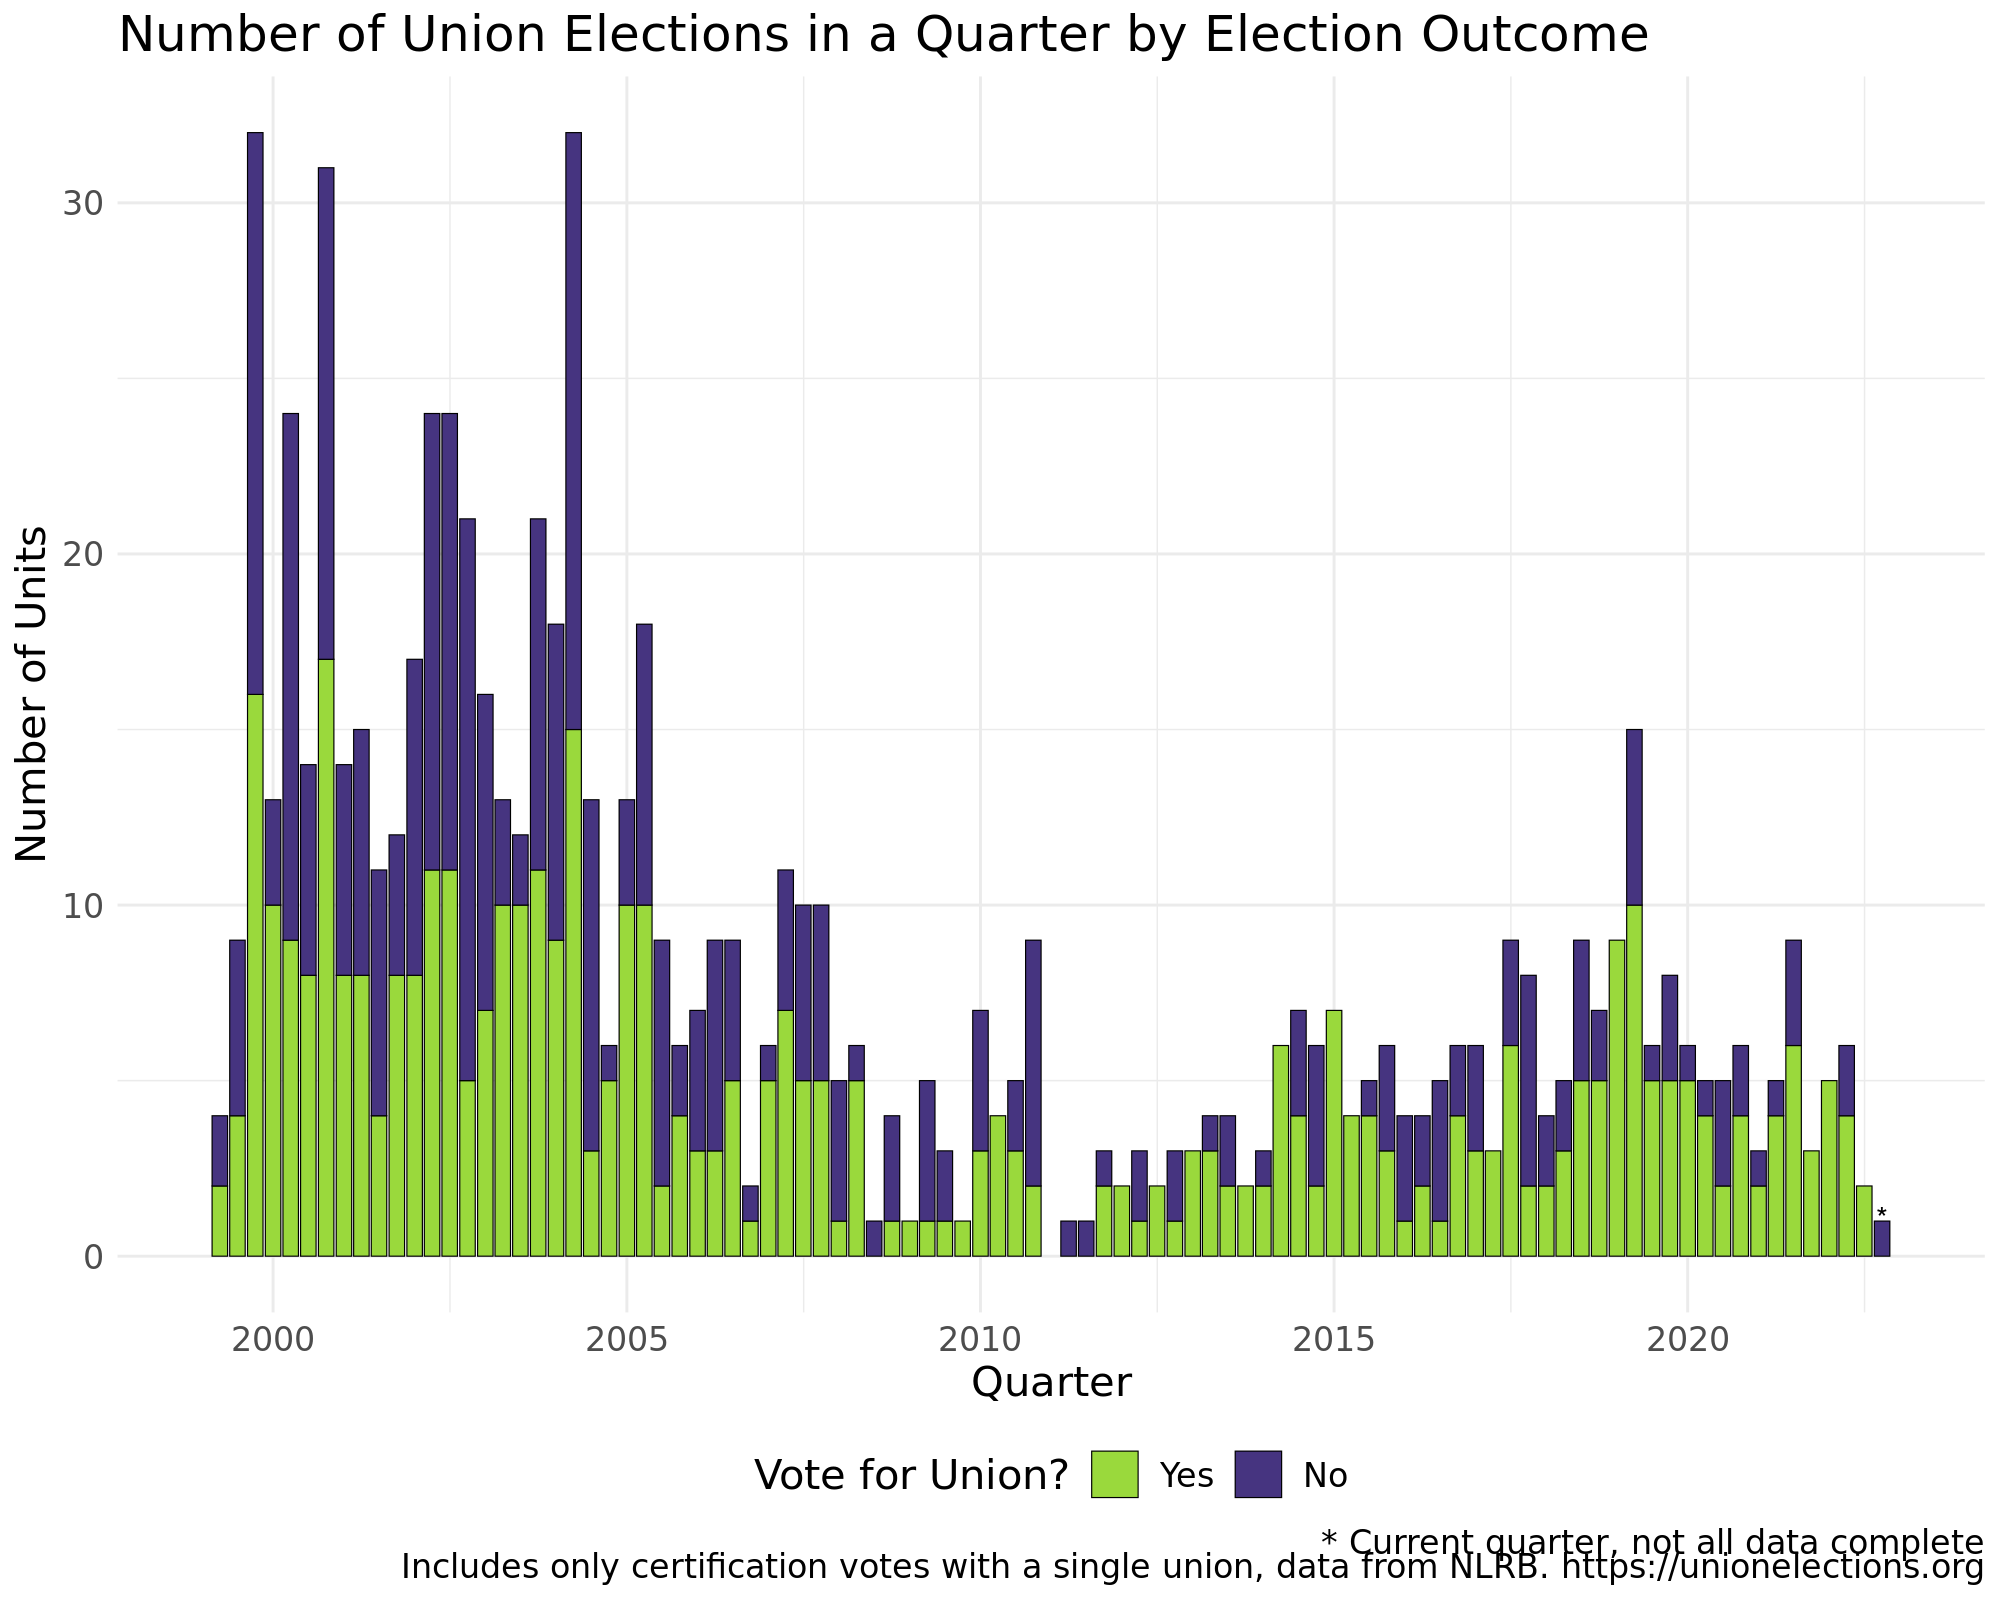 Number of Union Elections in a Quarter by Election Outcome
Number of Units
30
20
10
0
*
2000 2005 2010 2015 2020
Quarter
Vote for Union? Yes No
* Current quarter, not all data complete
Includes only certification votes with a single union, data from NLRB. https://unionelections.org